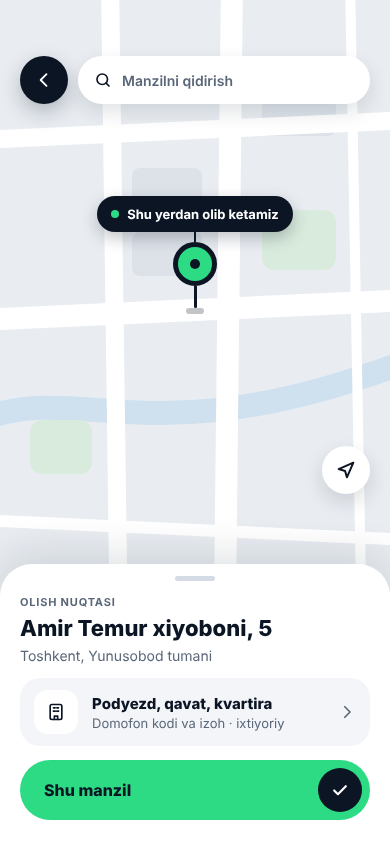 Manzilni qidirish
Shu yerdan olib ketamiz
OLISH NUQTASI
Amir Temur xiyoboni, 5
Toshkent, Yunusobod tumani
Podyezd, qavat, kvartira
Domofon kodi va izoh · ixtiyoriy
Shu manzil